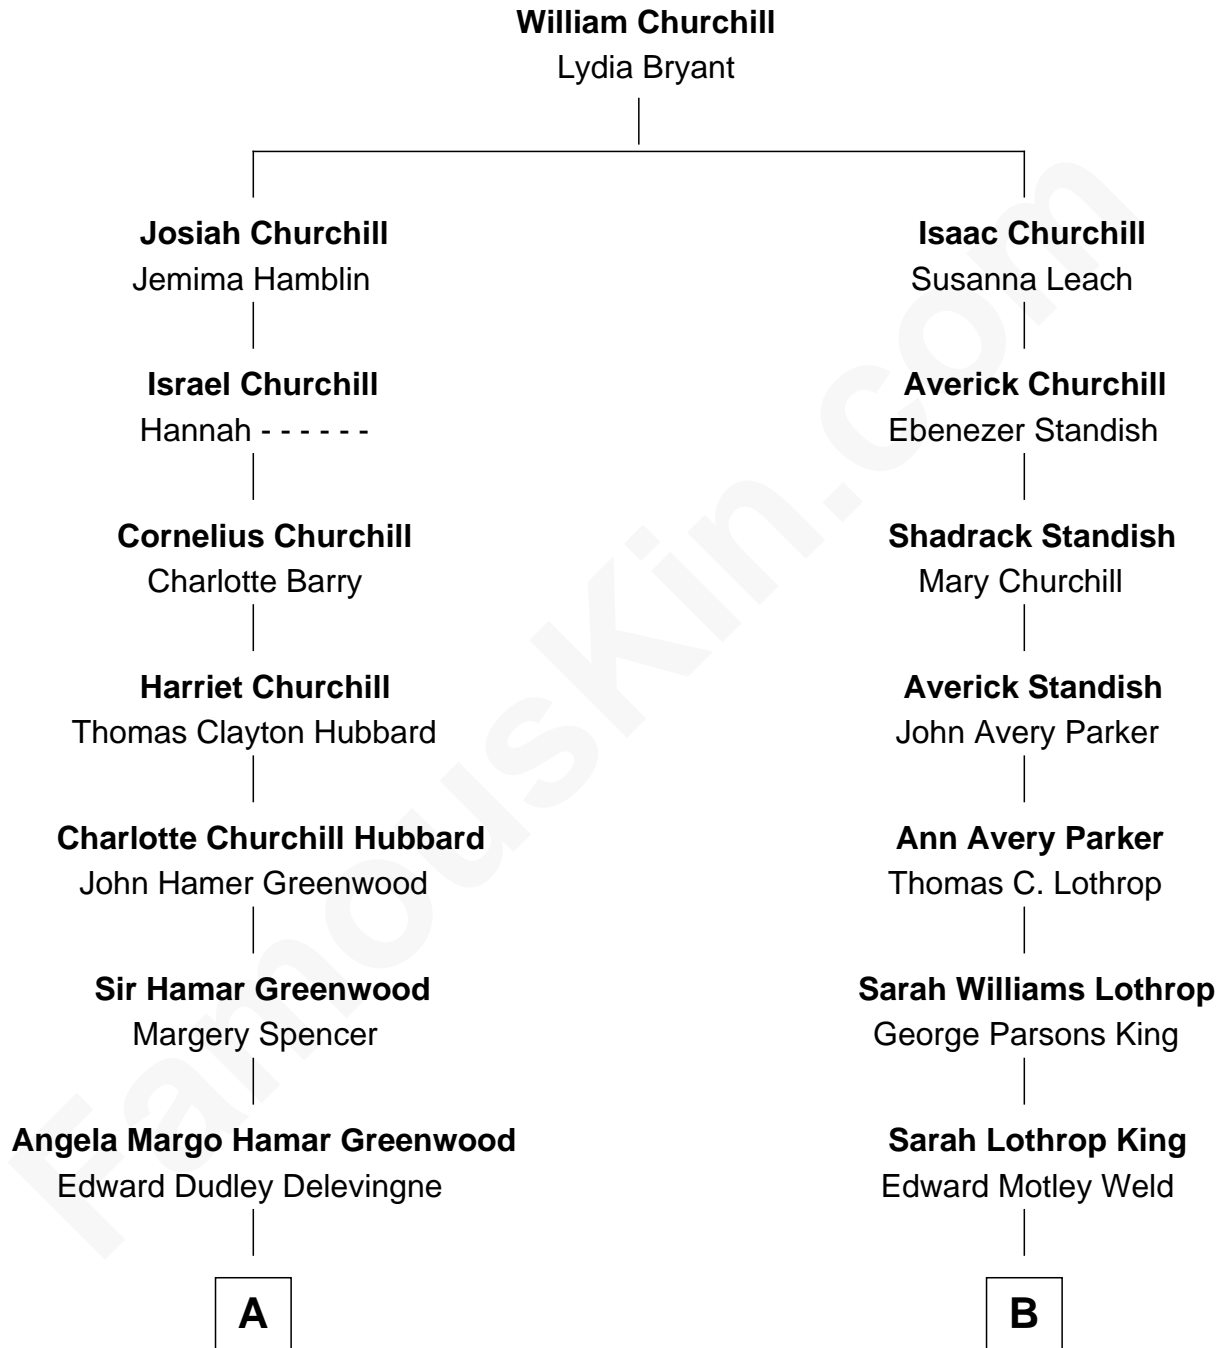 William Churchill
Lydia Bryant
Josiah Churchill
Jemima Hamblin
Isaac Churchill
Susanna Leach
Israel Churchill
Hannah - - - - - -
Averick Churchill
Ebenezer Standish
Cornelius Churchill
Charlotte Barry
Shadrack Standish
Mary Churchill
Harriet Churchill
Thomas Clayton Hubbard
Averick Standish
John Avery Parker
Charlotte Churchill Hubbard
John Hamer Greenwood
Ann Avery Parker
Thomas C. Lothrop
Sir Hamar Greenwood
Margery Spencer
Sarah Williams Lothrop
George Parsons King
Angela Margo Hamar Greenwood
Edward Dudley Delevingne
Sarah Lothrop King
Edward Motley Weld
A
B
FamousKin.com